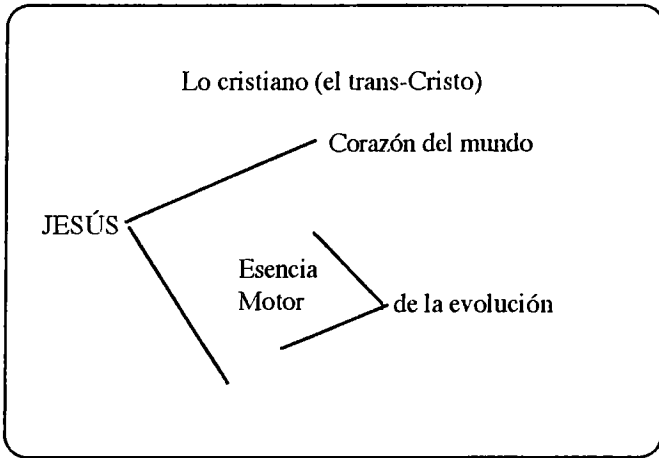 Lo cristiano (el trans-Cristo)
Corazón del mundo
JESÚS
Esencia
Motor
de la evolución